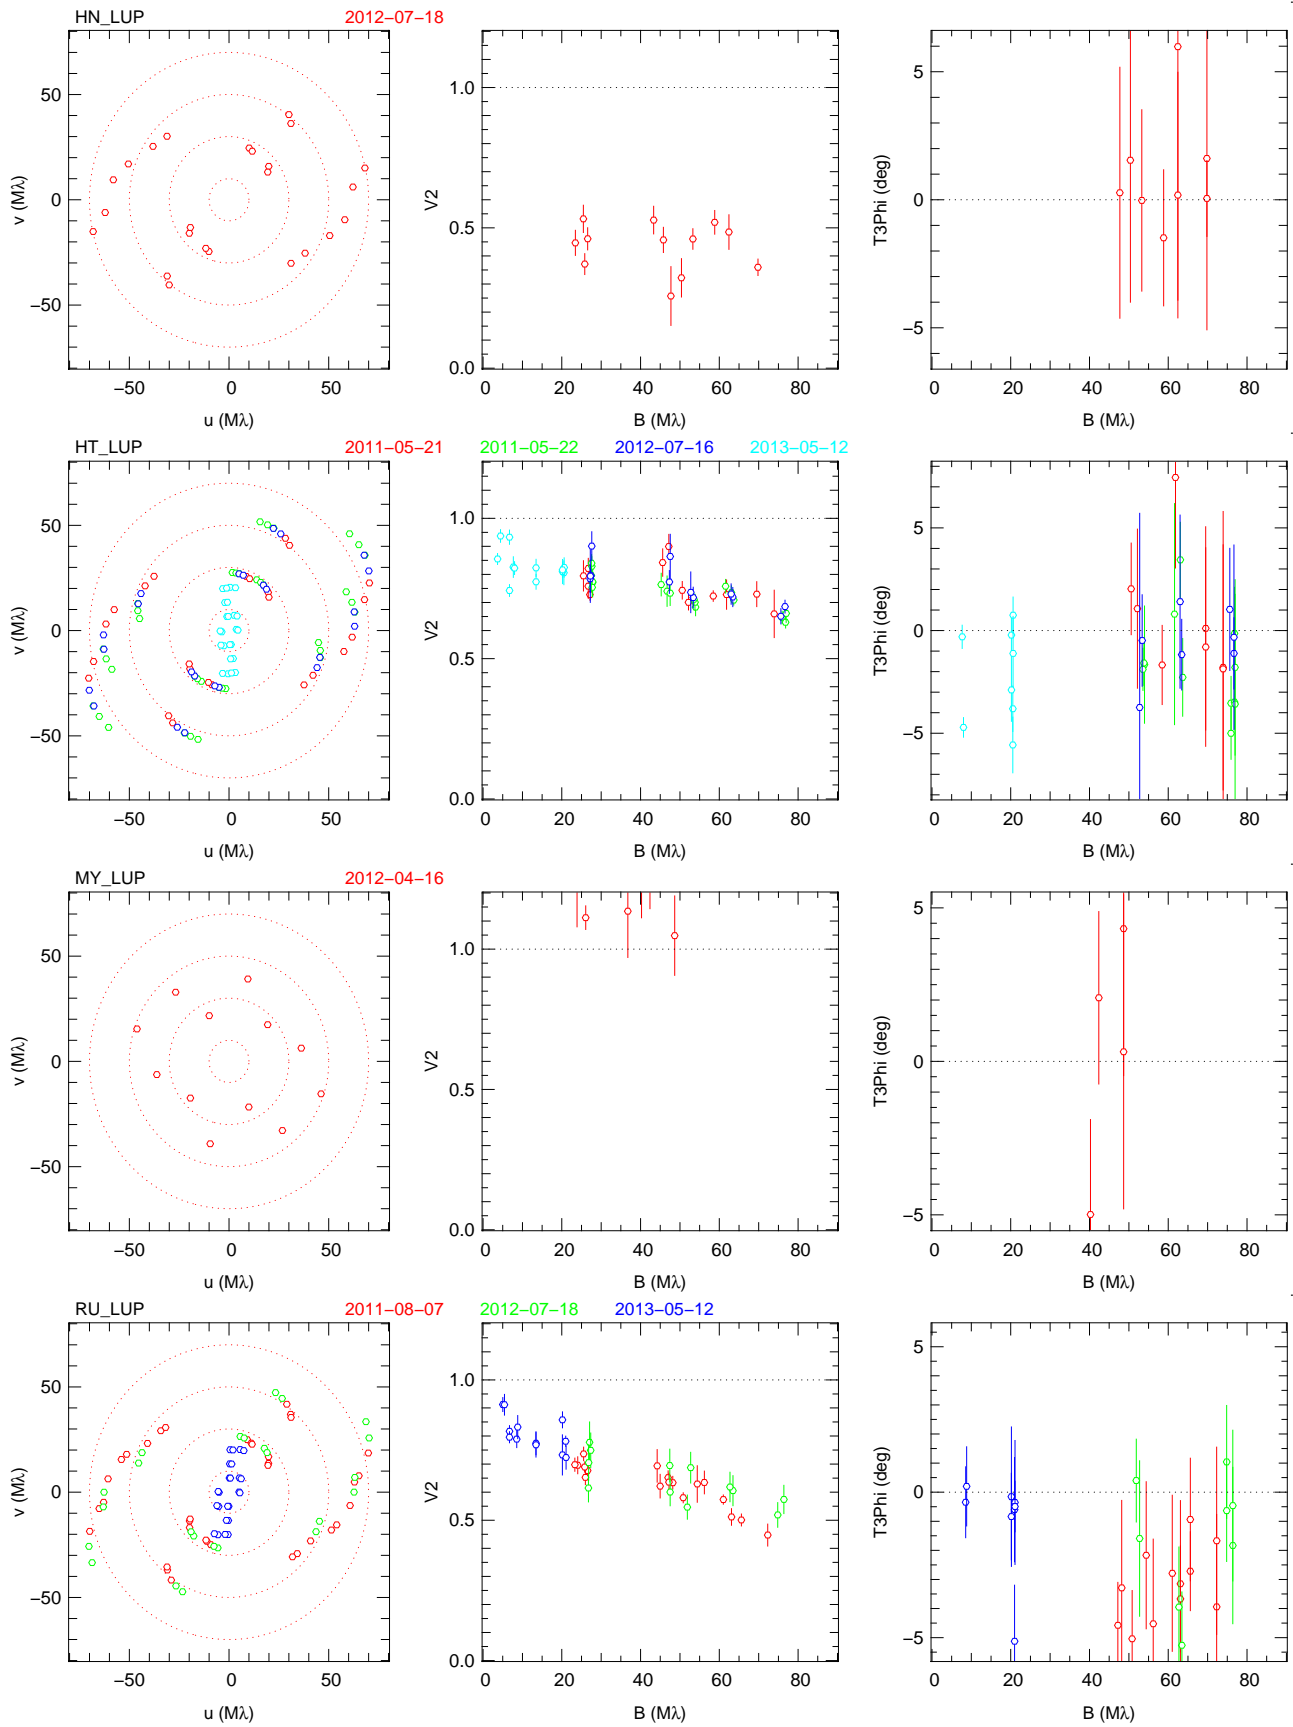 HN_LUP 2012−07−18
50
0
−50
v (Mλ)
−50 0 50
u (Mλ)
1.0
0.5
0.0
V2
0 20 40 60 80
B (Mλ)
5
0
−5
T3Phi (deg)
0 20 40 60 80
B (Mλ)
HT_LUP 2011−05−21 2011−05−22 2012−07−16 2013−05−12
50
0
−50
v (Mλ)
−50 0 50
u (Mλ)
1.0
0.5
0.0
V2
0 20 40 60 80
B (Mλ)
5
0
−5
T3Phi (deg)
0 20 40 60 80
B (Mλ)
MY_LUP 2012−04−16
50
0
−50
v (Mλ)
−50 0 50
u (Mλ)
1.0
0.5
0.0
V2
0 20 40 60 80
B (Mλ)
5
0
−5
T3Phi (deg)
0 20 40 60 80
B (Mλ)
RU_LUP 2011−08−07 2012−07−18 2013−05−12
50
0
−50
v (Mλ)
−50 0 50
u (Mλ)
1.0
0.5
0.0
V2
0 20 40 60 80
B (Mλ)
5
0
−5
T3Phi (deg)
0 20 40 60 80
B (Mλ)